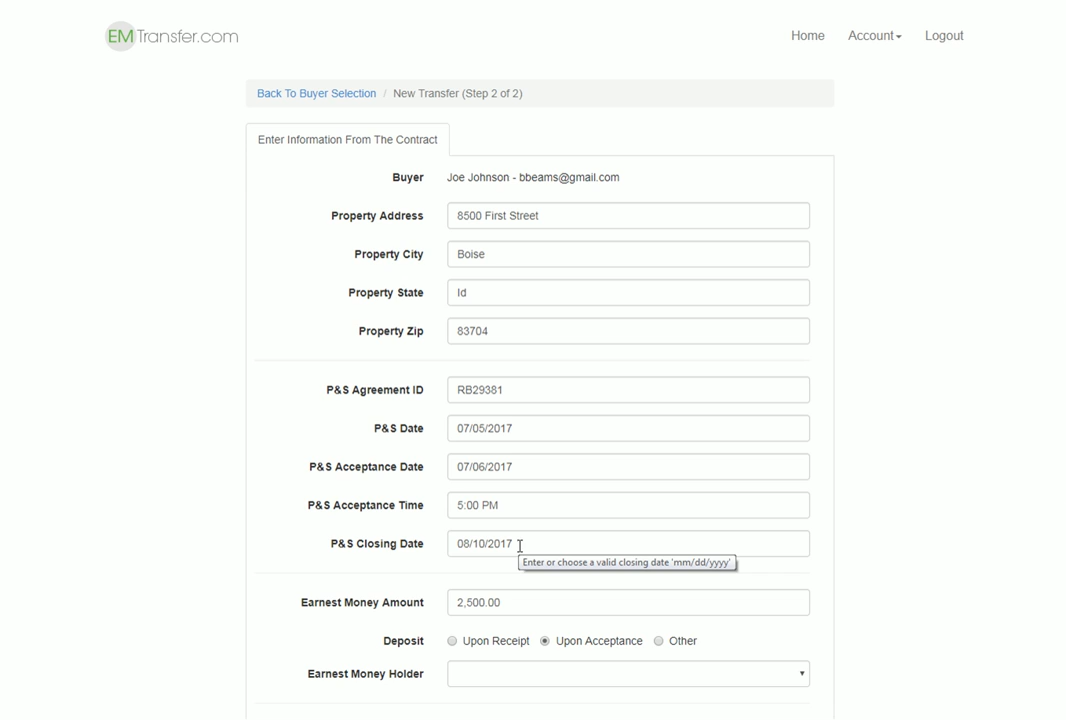 EMTransfer.com
Home Account Logout
Back To Buyer Selection / New Transfer (Step 2 of 2)
Enter Information From The Contract
Buyer Joe Johnson - bbeams@gmail.com
Property Address 8500 First Street
Property City Boise
Property State Id
Property Zip 83704
P&S Agreement ID RB29381
P&S Date 07/05/2017
P&S Acceptance Date 07/06/2017
P&S Acceptance Time 5:00 PM
P&S Closing Date 08/10/2017
Enter or choose a valid closing date 'mm/dd/yyyy'
Earnest Money Amount 2,500.00
Deposit Upon Receipt Upon Acceptance Other
Earnest Money Holder